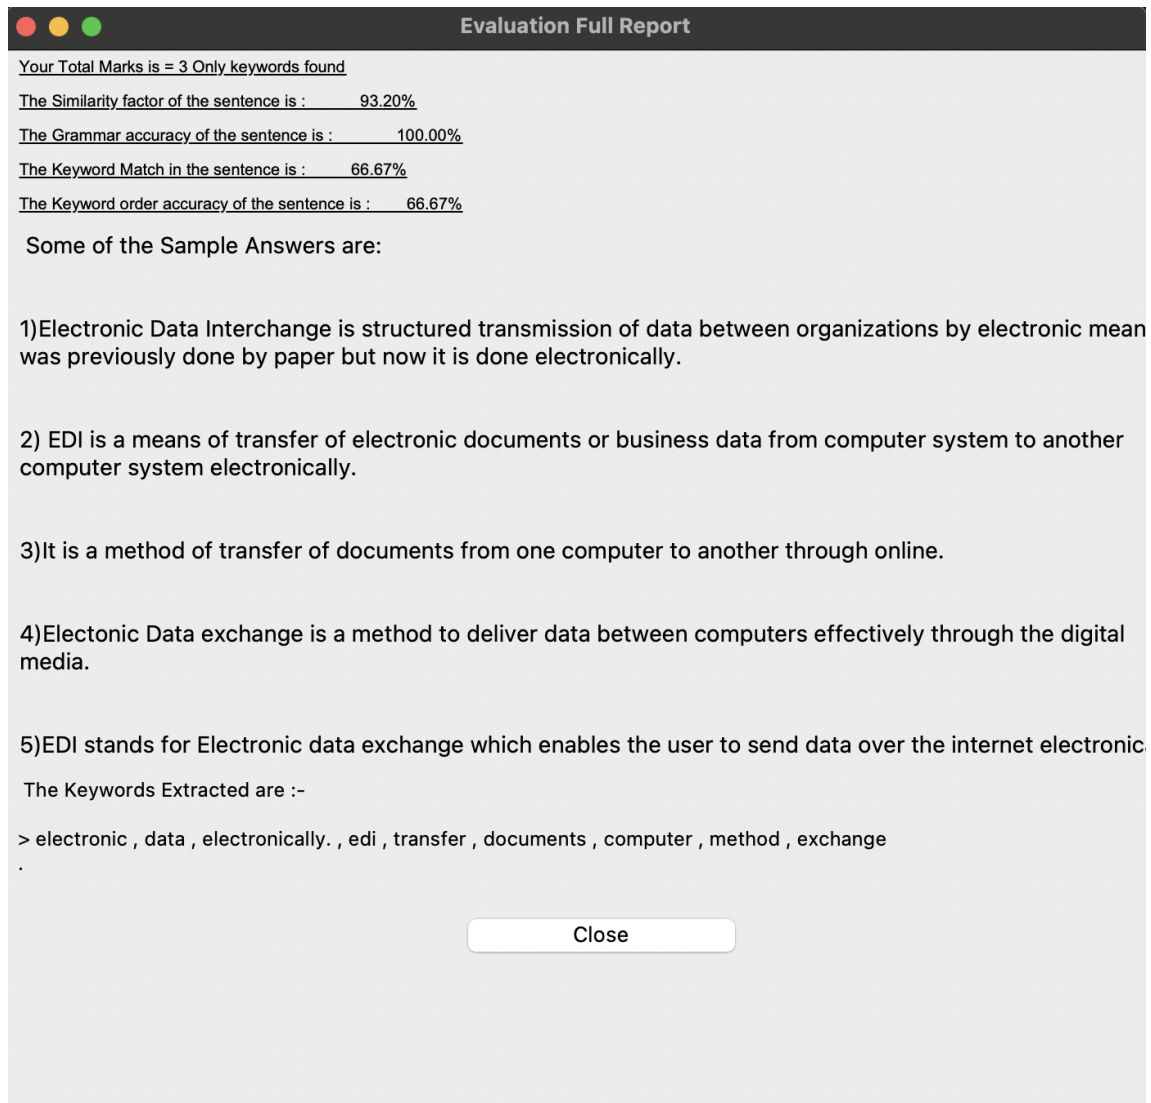 Evaluation Full Report
Your Total Marks is = 3 Only keywords found
The Similarity factor of the sentence is : 93.20%
The Grammar accuracy of the sentence is : 100.00%
The Keyword Match in the sentence is : 66.67%
The Keyword order accuracy of the sentence is : 66.67%
Some of the Sample Answers are:
1)Electronic Data Interchange is structured transmission of data between organizations by electronic mean
was previously done by paper but now it is done electronically.
2) EDI is a means of transfer of electronic documents or business data from computer system to another
computer system electronically.
3)It is a method of transfer of documents from one computer to another through online.
4)Electonic Data exchange is a method to deliver data between computers effectively through the digital
media.
5)EDI stands for Electronic data exchange which enables the user to send data over the internet electronic
The Keywords Extracted are :-
> electronic , data , electronically. , edi , transfer , documents , computer , method , exchange
.
Close